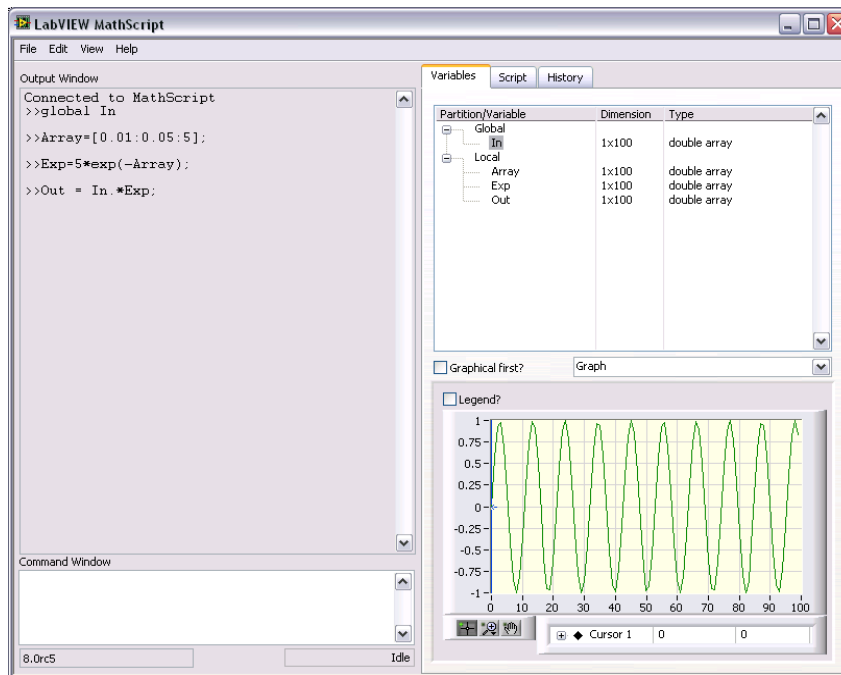 LabVIEW MathScript
File Edit View Help
Output Window
Connected to MathScript
>>global In
>>Array=[0.01:0.05:5];
>>Exp=5*exp(-Array);
>>Out = In.*Exp;
Command Window
8.0rc5 Idle
Variables Script History
Partition/Variable Dimension Type
Global
In 1x100 double array
Local
Array 1x100 double array
Exp 1x100 double array
Out 1x100 double array
Graphical first? Graph
Legend?
1
0.75
0.5
0.25
0
-0.25
-0.5
-0.75
-1
0 10 20 30 40 50 60 70 80 90 100
Cursor 1 0 0